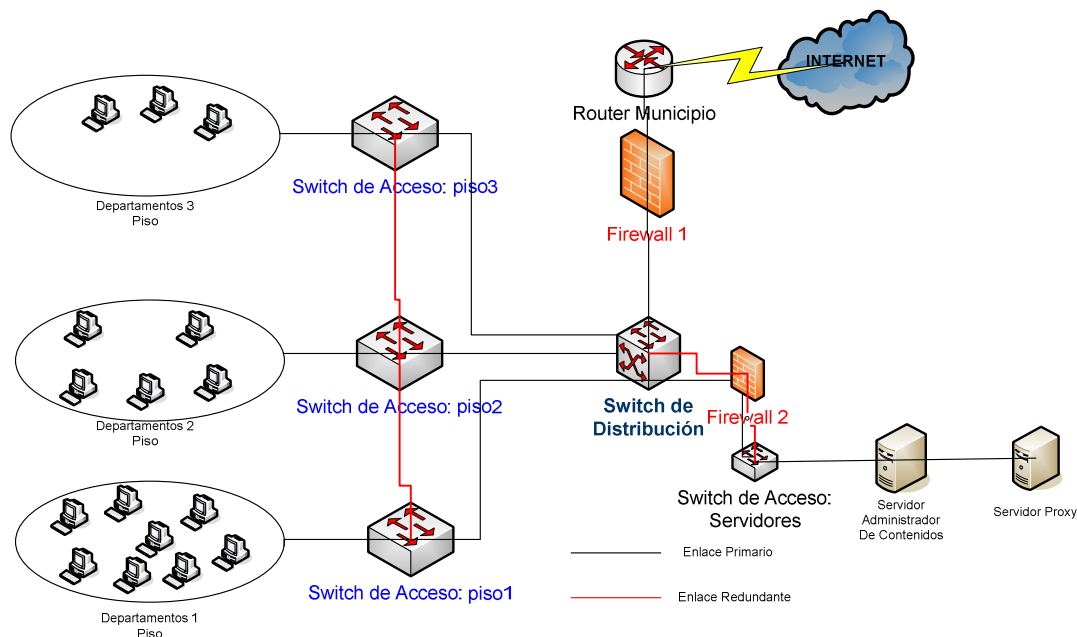 INTERNET
Router Municipio
Switch de Acceso: piso3
Departamentos 3
Piso
Firewall 1
Switch de Acceso: piso2
Departamentos 2
Piso
Switch de
Distribución
Firewall 2
Switch de Acceso:
Servidores
Servidor
Administrador
De Contenidos
Servidor Proxy
Enlace Primario
Switch de Acceso: piso1
Enlace Redundante
Departamentos 1
Piso